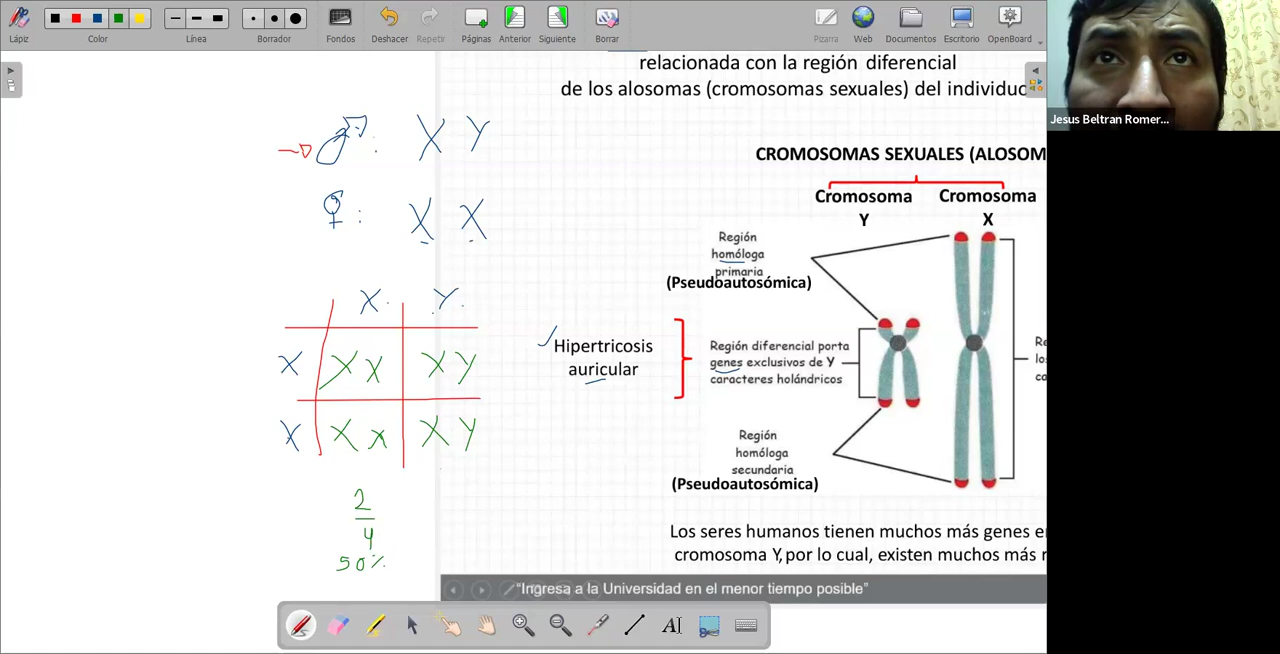 Lápiz
Color
Línea
Borrador
Fondos
Deshacer
Repetir
Páginas
Anterior
Siguiente
Borrar
Pizarra
Web
Documentos
Escritorio
OpenBoard
Jesus Beltran Romer...
relacionada con la región diferencial
de los alosomas (cromosomas sexuales) del individu
CROMOSOMAS SEXUALES (ALOSOM
Cromosoma
Y
Cromosoma
X
Región
homóloga
primaria
(Pseudoautosómica)
Hipertricosis
auricular
Región diferencial porta
genes exclusivos de Y
caracteres holándricos
Región
homóloga
secundaria
(Pseudoautosómica)
Los seres humanos tienen muchos más genes e
cromosoma Y, por lo cual, existen muchos más
"Ingresa a la Universidad en el menor tiempo posible"
♂ : X Y
♀ : X X
X Y
X XX XY
X XX XY
2
4
50%
AI